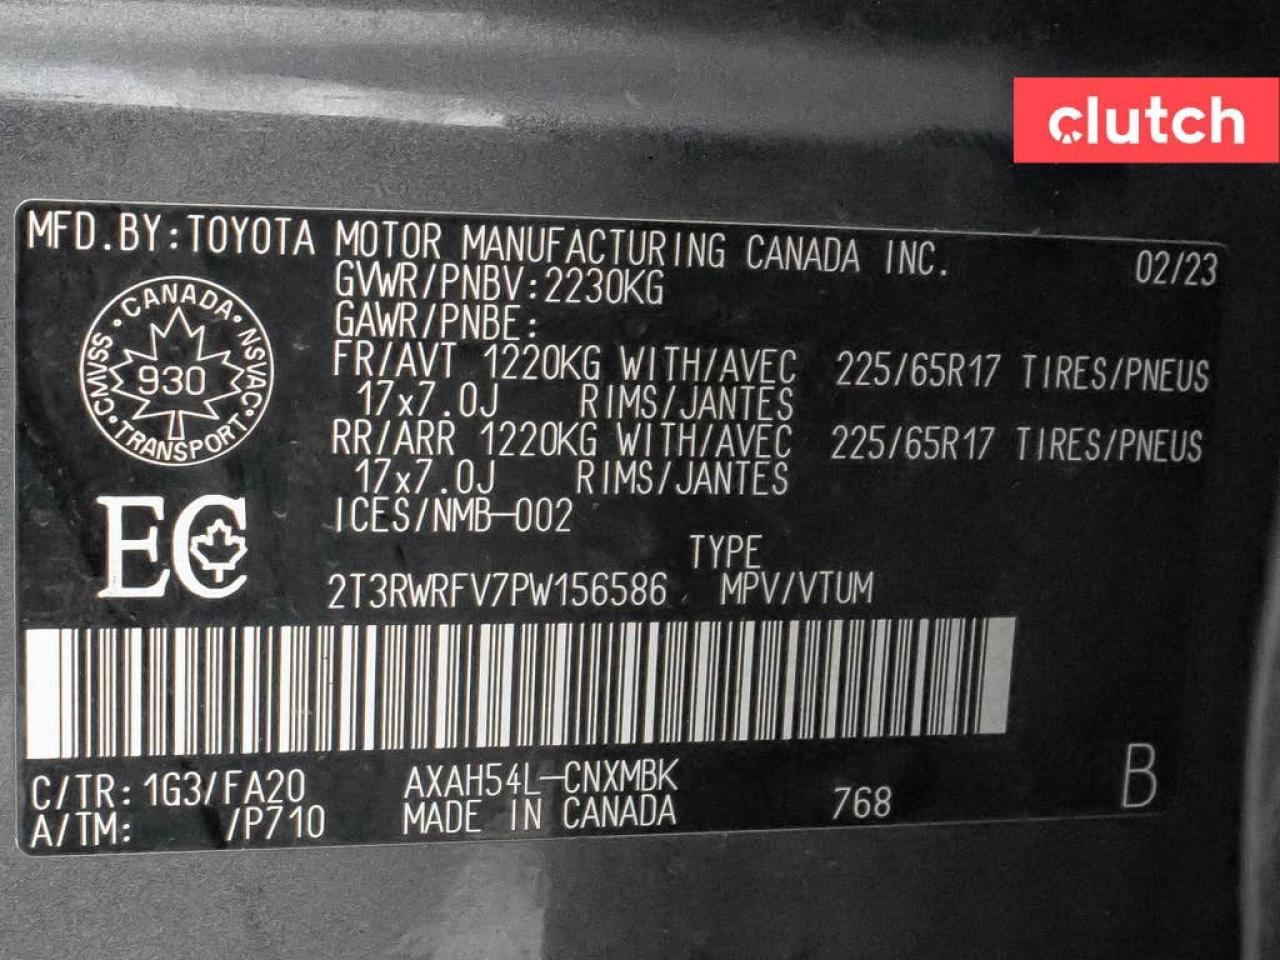 clutch
MFD.BY:TOYOTA MOTOR MANUFACTURING CANADA INC. 02/23
GVWR/PNBV:2230KG
GAWR/PNBE:
FR/AVT 1220KG WITH/AVEC 225/65R17 TIRES/PNEUS
17x7.0J RIMS/JANTES
RR/ARR 1220KG WITH/AVEC 225/65R17 TIRES/PNEUS
17x7.0J RIMS/JANTES
ICES/NMB-002
CANADA
CMVSS • NSVAC
930
TRANSPORT
EC
TYPE
2T3RWRFV7PW156586 MPV/VTUM
C/TR: 1G3/FA20 AXAH54L-CNXMBK
A/TM: /P710 MADE IN CANADA 768 B